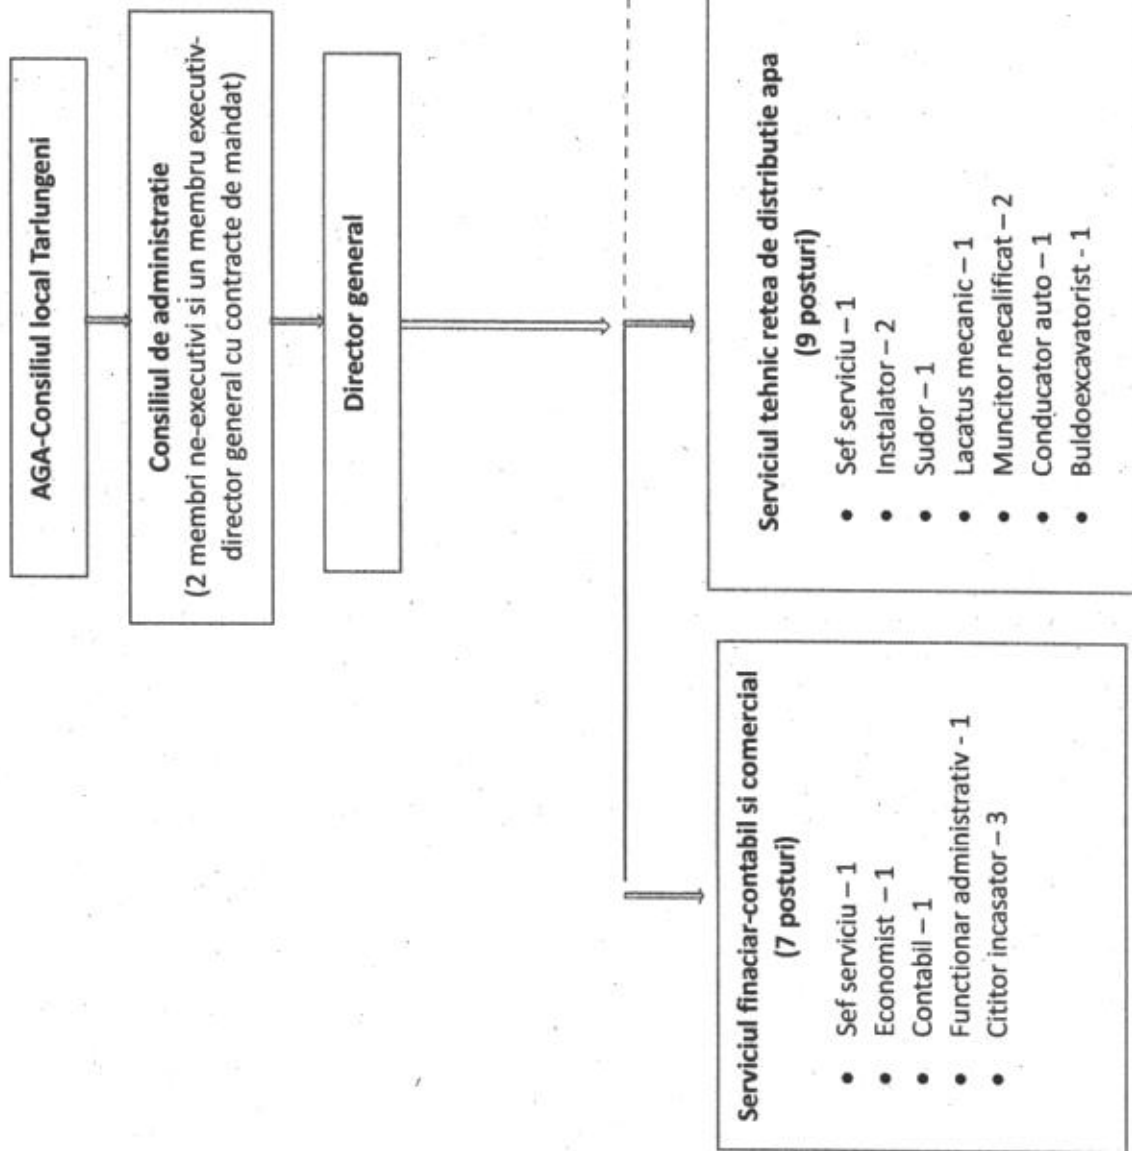 AGA-Consiliul local Tarlungeni
Consiliul de administratie
(2 membri ne-executivi si un membru executiv-
director general cu contracte de mandat)
Director general
Serviciul finaciar-contabil si comercial
(7 posturi)
• Sef serviciu – 1
• Economist – 1
• Contabil – 1
• Functionar administrativ - 1
• Cititor incasator – 3
Serviciul tehnic retea de distributie apa
(9 posturi)
• Sef serviciu – 1
• Instalator – 2
• Sudor – 1
• Lacatus mecanic – 1
• Muncitor necalificat – 2
• Conducator auto – 1
• Buldoexcavatorist - 1